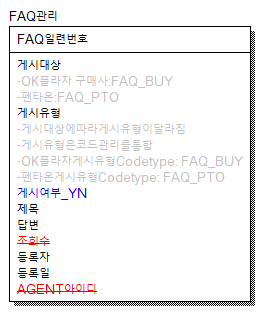 FAQ관리
FAQ일련번호
게시대상
-OK플라자 구매사:FAQ_BUY
-펜타온:FAQ_PTO
게시유형
-게시대상에따라게시유형이달라짐
-게시유형은코드관리를통합
-OK플라자게시유형Codetype: FAQ_BUY
-펜타온게시유형Codetype: FAQ_PTO
게시여부_YN
제목
답변
조회수
등록자
등록일
AGENT아이디